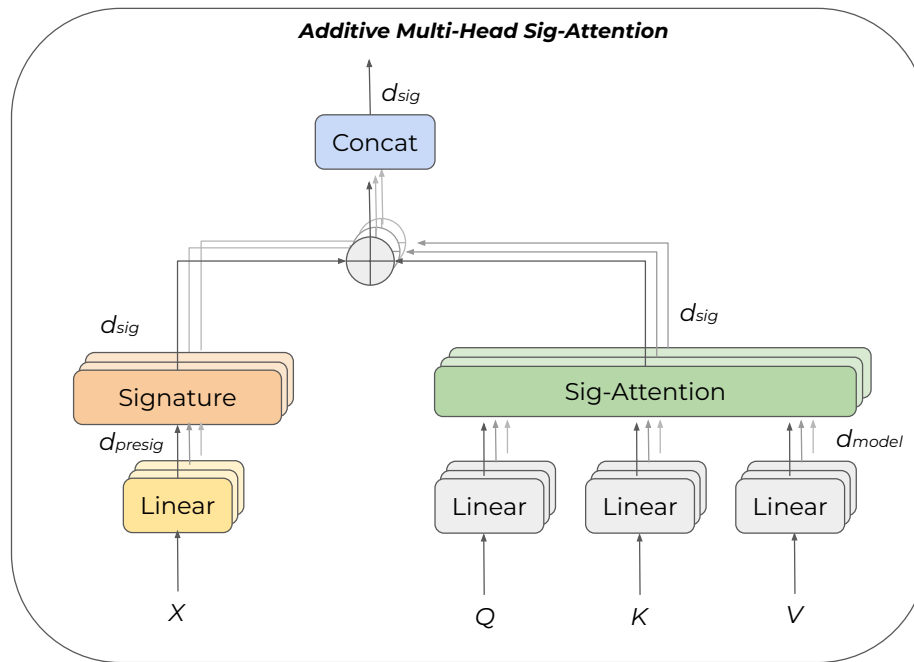 Additive Multi-Head Sig-Attention
dsig
Concat
dsig
dsig
Signature
Sig-Attention
dpresig
dmodel
Linear
Linear
Linear
Linear
X
Q
K
V